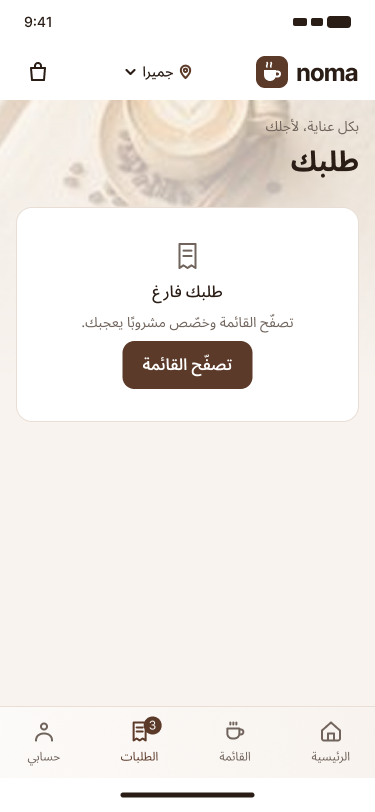 9:41
noma
جميرا
بكل عناية، لأجلك
طلبك
طلبك فارغ
تصفّح القائمة وخصّص مشروبًا يعجبك.
تصفّح القائمة
الرئيسية
القائمة
3
الطلبات
حسابي